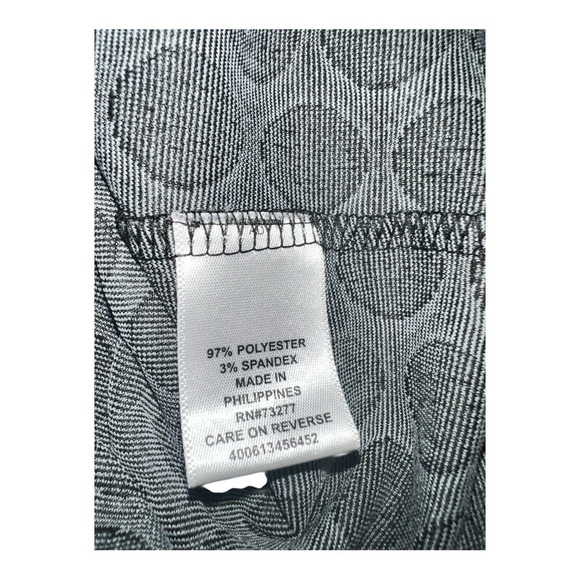 97% POLYESTER
3% SPANDEX
MADE IN
PHILIPPINES
RN#73277
CARE ON REVERSE
400613456452